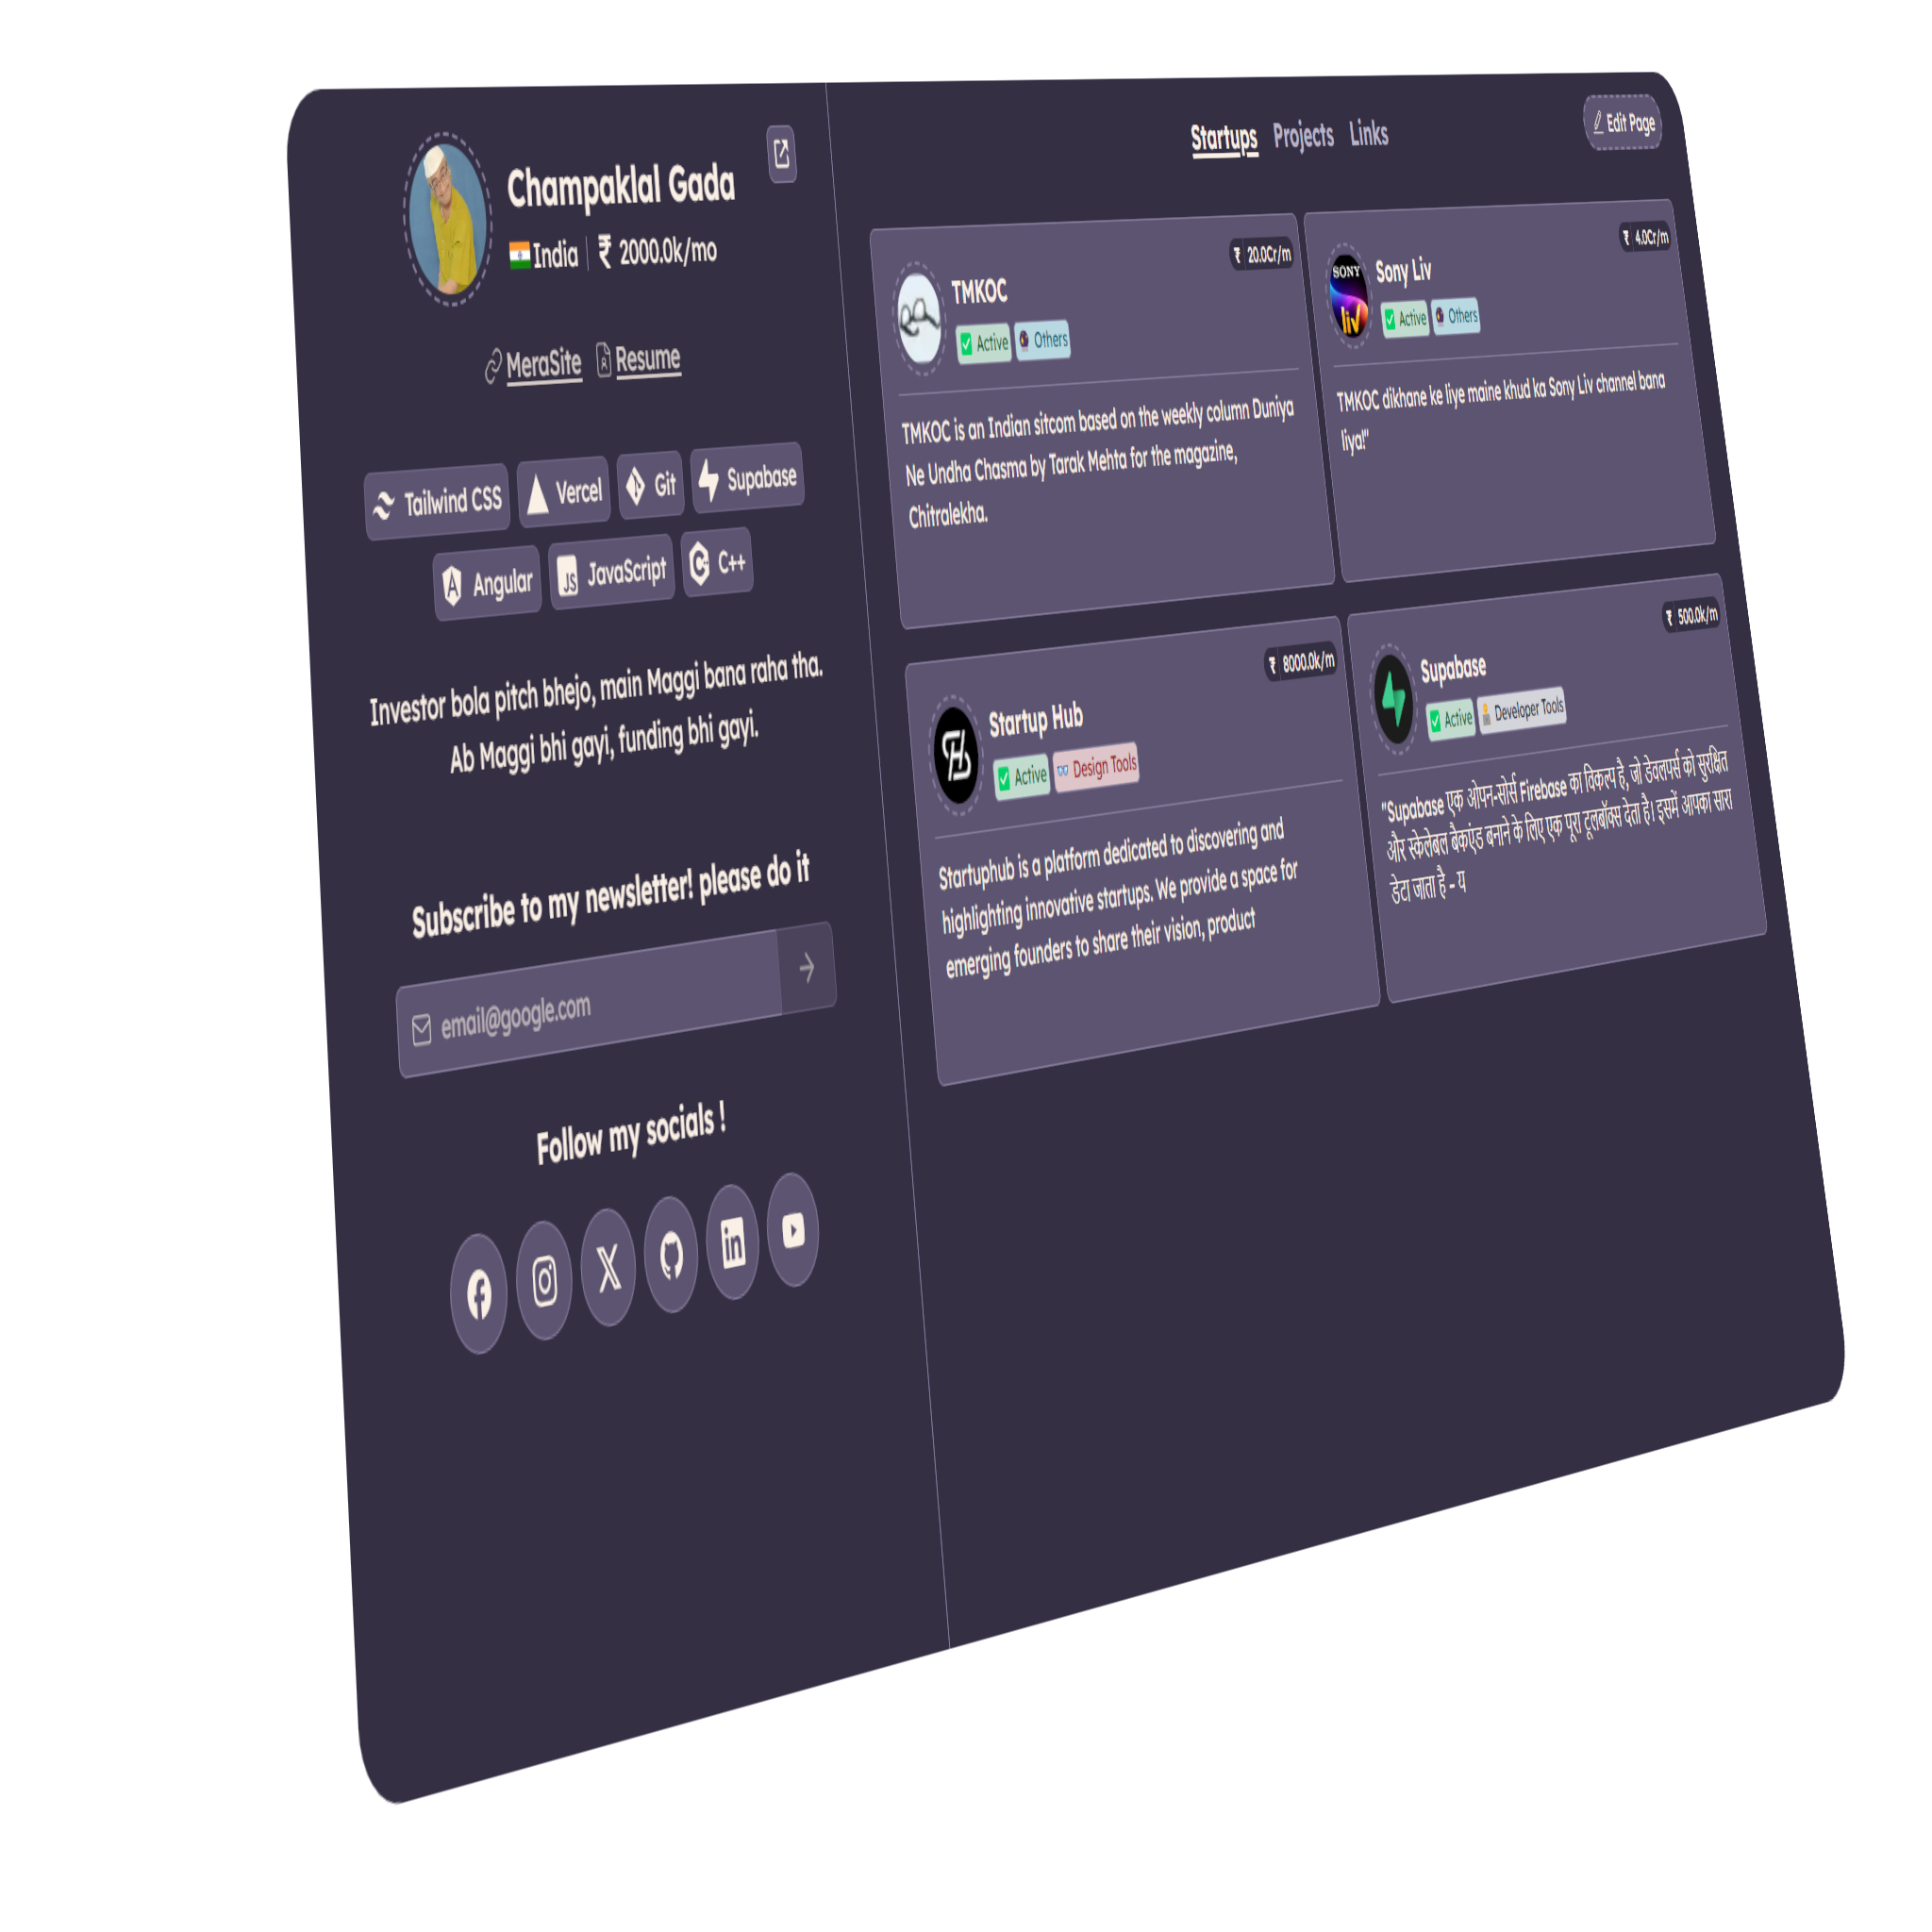 Champaklal Gada
India
₹ 2000.0k/mo
MeraSite
Resume
Tailwind CSS
Vercel
Git
Supabase
Angular
JS JavaScript
C++
Investor bola pitch bhejo, main Maggi bana raha tha.
Ab Maggi bhi gayi, funding bhi gayi.
Subscribe to my newsletter! please do it
email@google.com
Follow my socials !
Startups Projects Links
Edit Page
₹ 20.0Cr/m
TMKOC
Active
Others
TMKOC is an Indian sitcom based on the weekly column Duniya
Ne Undha Chasma by Tarak Mehta for the magazine,
Chitralekha.
₹ 4.0Cr/m
SONY
liv
Sony Liv
Active
Others
TMKOC dikhane ke liye maine khud ka Sony Liv channel bana
liya!"
₹ 8000.0k/m
Startup Hub
Active
Design Tools
Startuphub is a platform dedicated to discovering and
highlighting innovative startups. We provide a space for
emerging founders to share their vision, product
₹ 500.0k/m
Supabase
Active
Developer Tools
"Supabase एक ओपन-सोर्स Firebase का विकल्प है, जो डेवलपर्स को सुरक्षित
और स्केलेबल बैकएंड बनाने के लिए एक पूरा टूलबॉक्स देता है। इसमें आपका सारा
डेटा जाता है - य